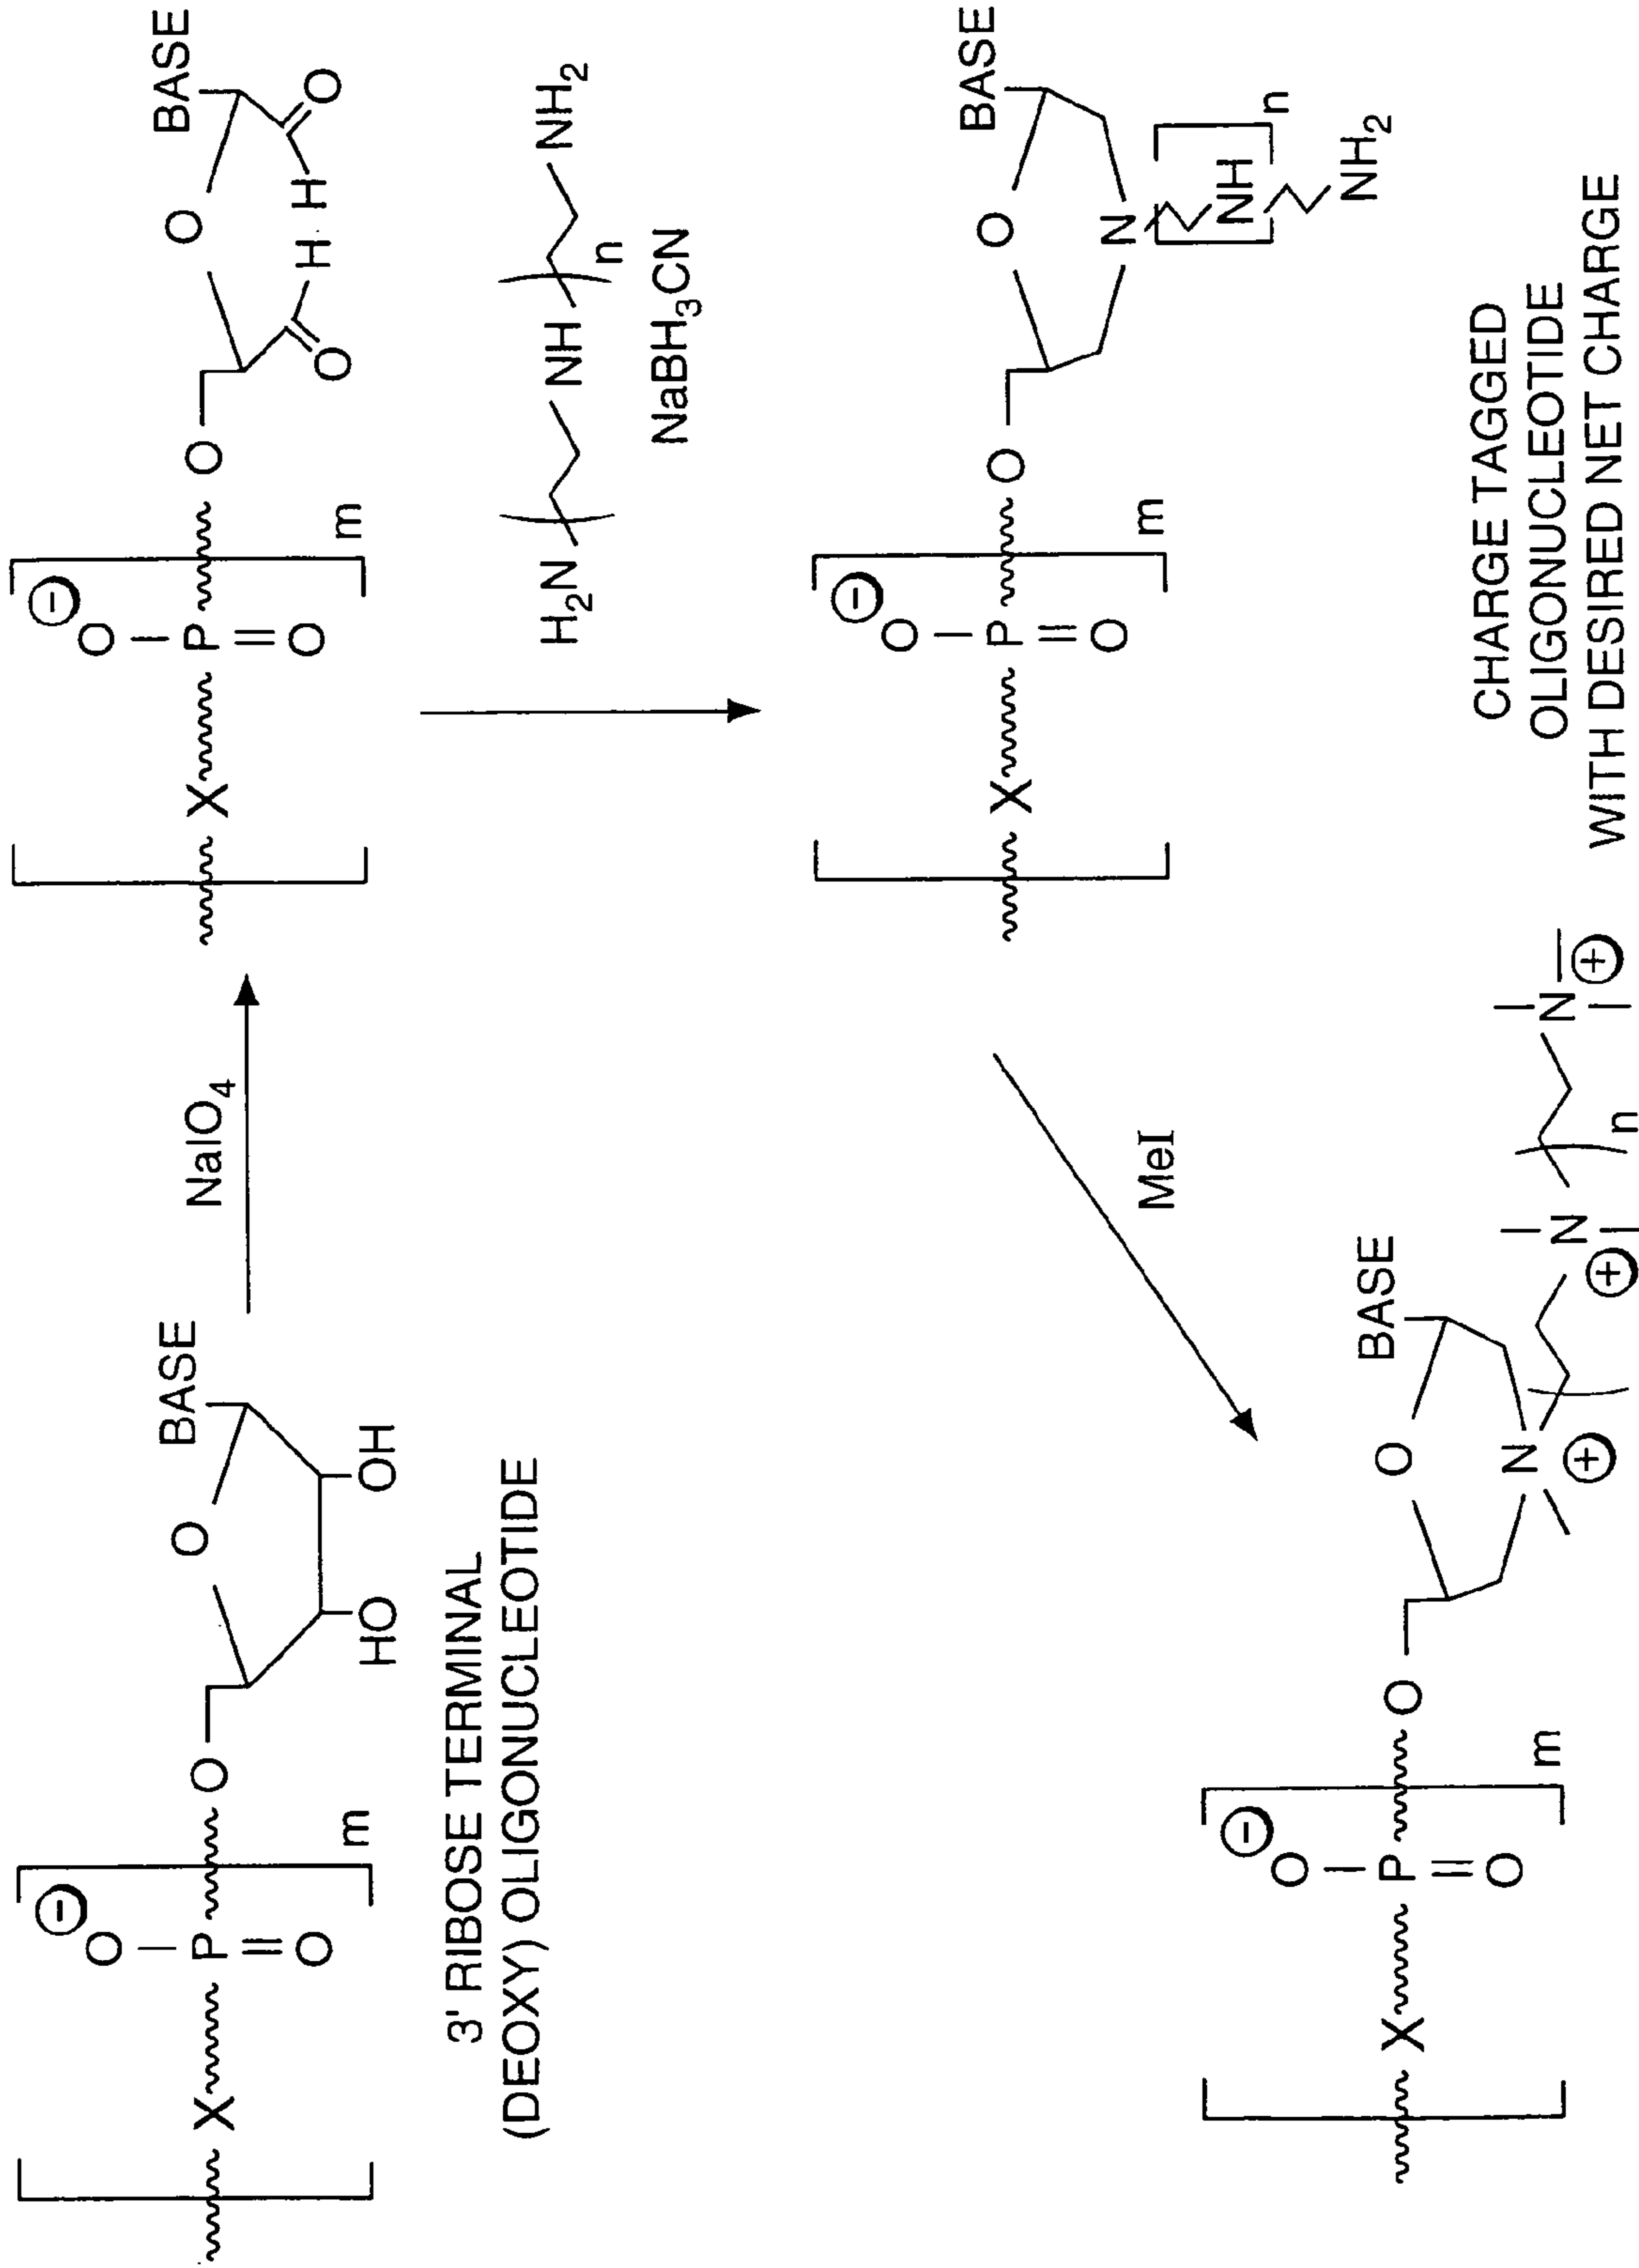 BASE
O
HO
OH
O
⊖
O
X
P
O
m
3' RIBOSE TERMINAL
(DEOXY) OLIGONUCLEOTIDE
NaIO4
BASE
O
H
H
O
O
O
⊖
O
X
P
O
m
H2N
NH
n
NH2
NaBH3CN
BASE
O
N
NH
n
NH2
O
⊖
O
X
P
O
m
MeI
BASE
O
N
⊕
N
⊕
n
N
⊕
O
⊖
O
X
P
O
m
CHARGE TAGGED
OLIGONUCLEOTIDE
WITH DESIRED NET CHARGE